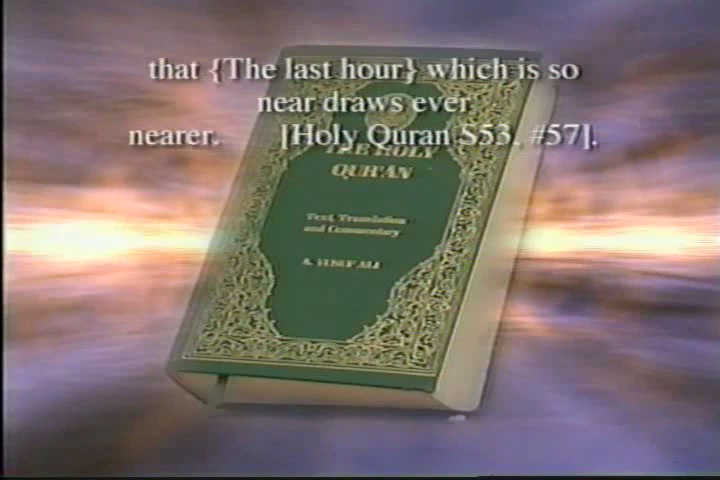 that {The last hour} which is so
near draws ever
nearer. [Holy Quran S53, #57].
THE HOLY
QUR'AN
Text, Translation
and Commentary
A. YUSUF ALI